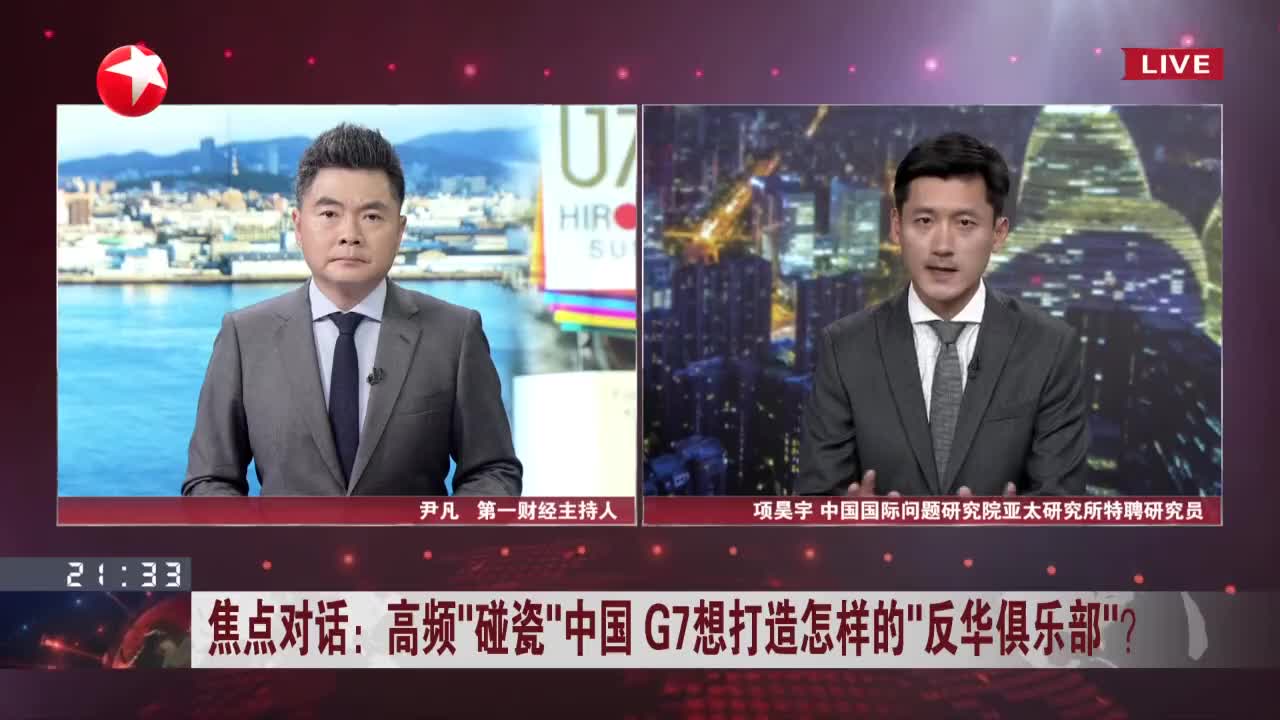 LIVE
G7
HIR
SU
尹凡 第一财经主持人
项昊宇 中国国际问题研究院亚太研究所特聘研究员
21:33
焦点对话：高频"碰瓷"中国 G7想打造怎样的"反华俱乐部"？